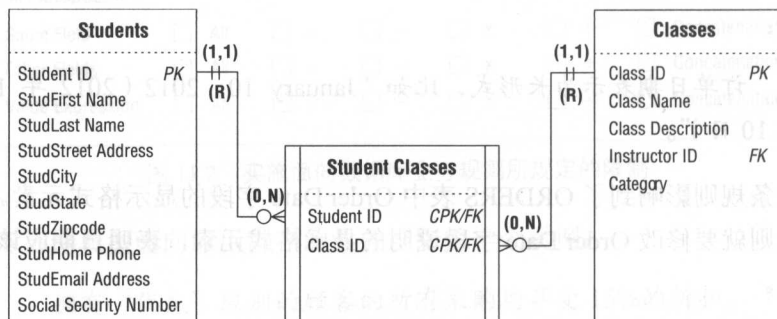 Students
Student ID PK
StudFirst Name
StudLast Name
StudStreet Address
StudCity
StudState
StudZipcode
StudHome Phone
StudEmail Address
Social Security Number
(1,1)
(R)
(0,N)
Student Classes
Student ID CPK/FK
Class ID CPK/FK
(0,N)
(1,1)
(R)
Classes
Class ID PK
Class Name
Class Description
Instructor ID FK
Category